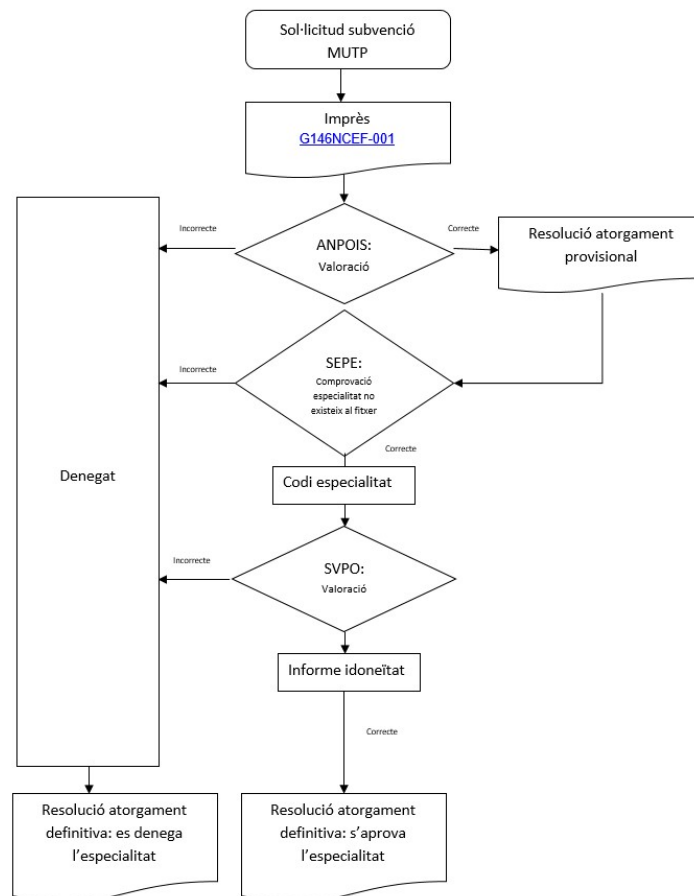 Sol·licitud subvenció
MUTP
Imprès
G146NCEF-001
Incorrecte
ANPOIS:
Valoració
Correcte
Resolució atorgament
provisional
Incorrecte
SEPE:
Comprovació
especialitat no
existeix al fitxer
Correcte
Denegat
Codi especialitat
Incorrecte
SVPO:
Valoració
Informe idoneïtat
Correcte
Resolució atorgament
definitiva: es denega
l’especialitat
Resolució atorgament
definitiva: s’aprova
l’especialitat